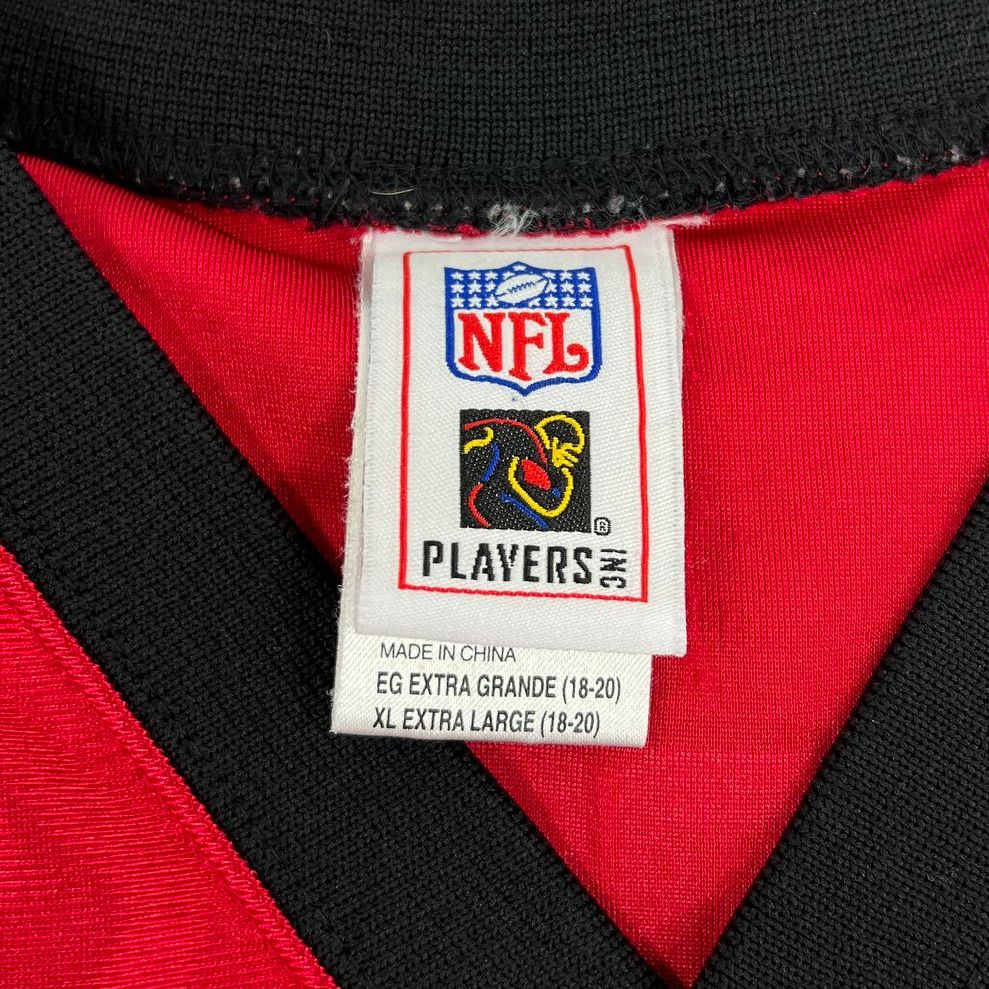 NFL
®
PLAYERS INC
MADE IN CHINA
EG EXTRA GRANDE (18-20)
XL EXTRA LARGE (18-20)